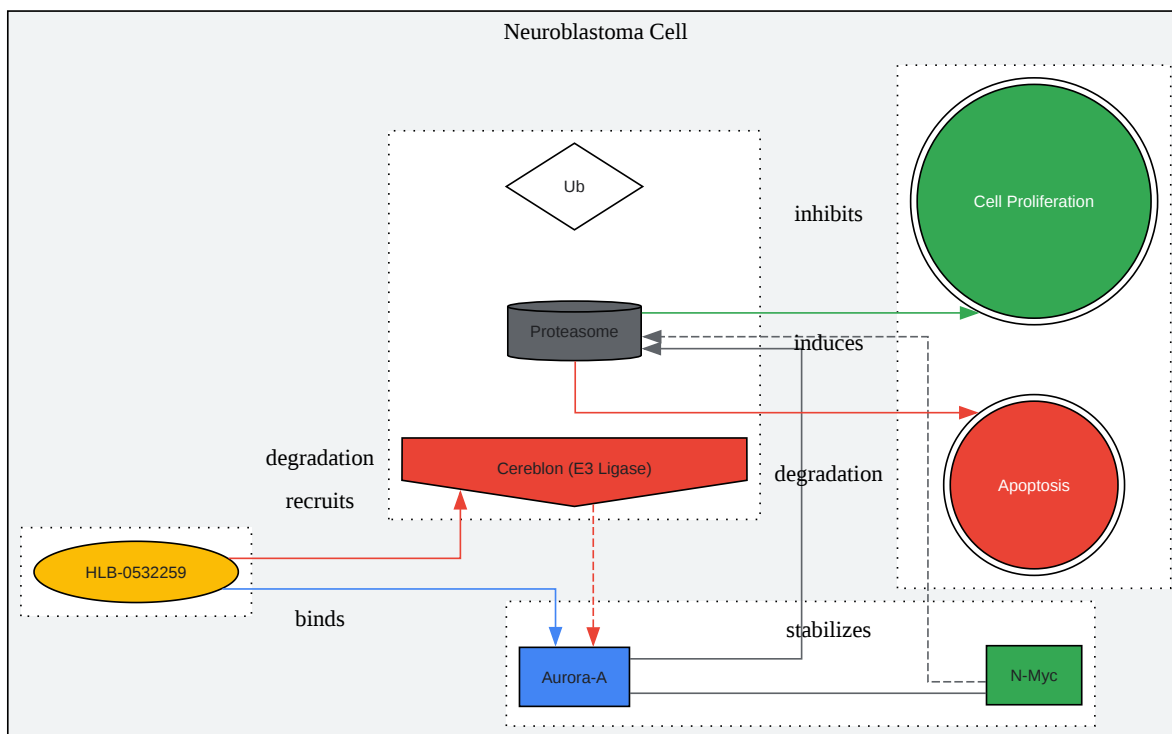 Neuroblastoma Cell
Ub
Cell Proliferation
inhibits
Proteasome
induces
degradation
Cereblon (E3 Ligase)
degradation
Apoptosis
recruits
HLB-0532259
binds
stabilizes
Aurora-A
N-Myc